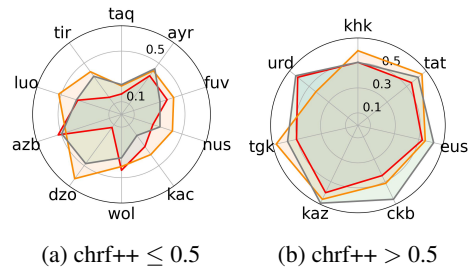 taq
tir
ayr
0.5
luo
fuv
0.1
azb
nus
dzo
kac
wol
(a) chrf++ ≤ 0.5
khk
urd
tat
0.5
0.3
0.1
tgk
eus
kaz
ckb
(b) chrf++ > 0.5